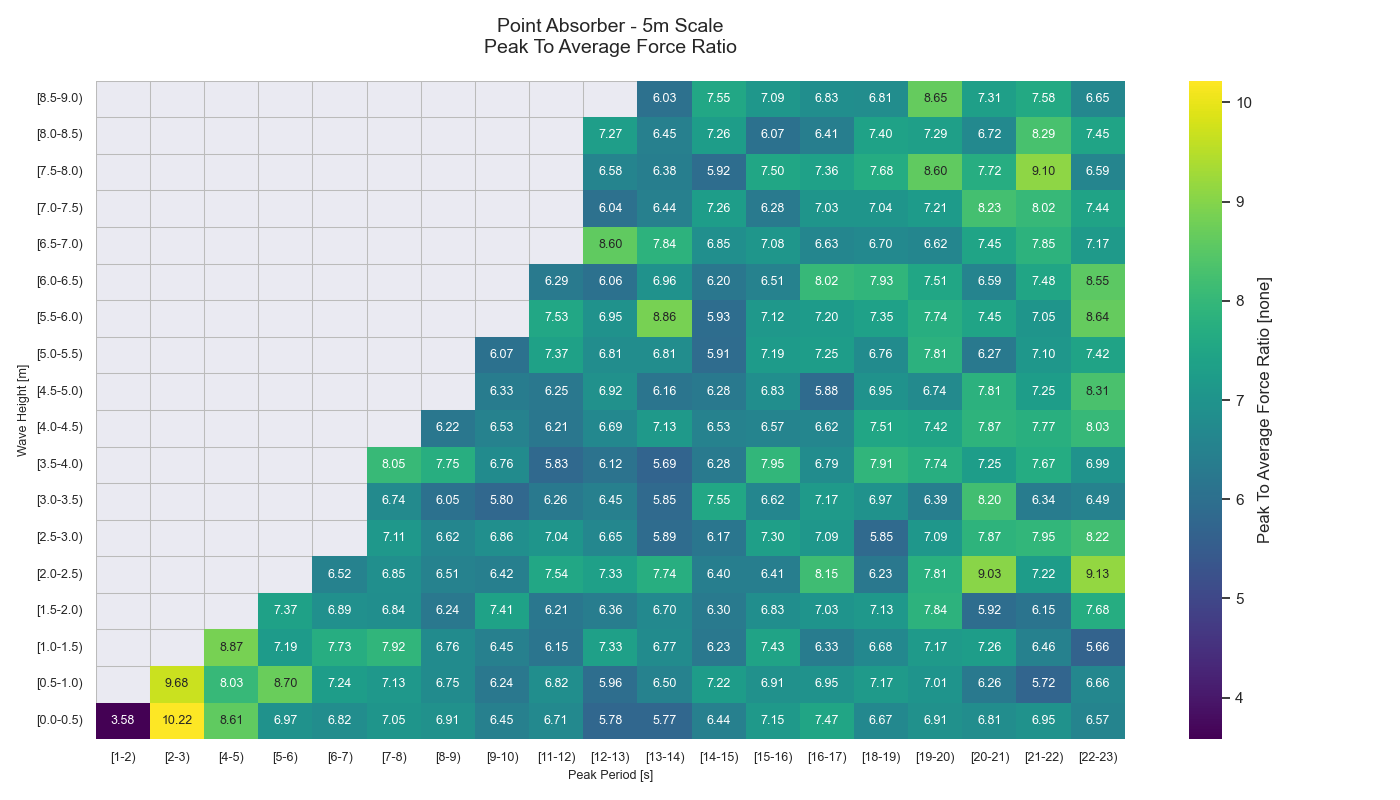 Point Absorber - 5m Scale
Peak To Average Force Ratio
[8.5-9.0) 6.03 7.55 7.09 6.83 6.81 8.65 7.31 7.58 6.65
[8.0-8.5) 7.27 6.45 7.26 6.07 6.41 7.40 7.29 6.72 8.29 7.45
[7.5-8.0) 6.58 6.38 5.92 7.50 7.36 7.68 8.60 7.72 9.10 6.59
[7.0-7.5) 6.04 6.44 7.26 6.28 7.03 7.04 7.21 8.23 8.02 7.44
[6.5-7.0) 8.60 7.84 6.85 7.08 6.63 6.70 6.62 7.45 7.85 7.17
[6.0-6.5) 6.29 6.06 6.96 6.20 6.51 8.02 7.93 7.51 6.59 7.48 8.55
[5.5-6.0) 7.53 6.95 8.86 5.93 7.12 7.20 7.35 7.74 7.45 7.05 8.64
[5.0-5.5) 6.07 7.37 6.81 6.81 5.91 7.19 7.25 6.76 7.81 6.27 7.10 7.42
[4.5-5.0) 6.33 6.25 6.92 6.16 6.28 6.83 5.88 6.95 6.74 7.81 7.25 8.31
[4.0-4.5) 6.22 6.53 6.21 6.69 7.13 6.53 6.57 6.62 7.51 7.42 7.87 7.77 8.03
[3.5-4.0) 8.05 7.75 6.76 5.83 6.12 5.69 6.28 7.95 6.79 7.91 7.74 7.25 7.67 6.99
[3.0-3.5) 6.74 6.05 5.80 6.26 6.45 5.85 7.55 6.62 7.17 6.97 6.39 8.20 6.34 6.49
[2.5-3.0) 7.11 6.62 6.86 7.04 6.65 5.89 6.17 7.30 7.09 5.85 7.09 7.87 7.95 8.22
[2.0-2.5) 6.52 6.85 6.51 6.42 7.54 7.33 7.74 6.40 6.41 8.15 6.23 7.81 9.03 7.22 9.13
[1.5-2.0) 7.37 6.89 6.84 6.24 7.41 6.21 6.36 6.70 6.30 6.83 7.03 7.13 7.84 5.92 6.15 7.68
[1.0-1.5) 8.87 7.19 7.73 7.92 6.76 6.45 6.15 7.33 6.77 6.23 7.43 6.33 6.68 7.17 7.26 6.46 5.66
[0.5-1.0) 9.68 8.03 8.70 7.24 7.13 6.75 6.24 6.82 5.96 6.50 7.22 6.91 6.95 7.17 7.01 6.26 5.72 6.66
[0.0-0.5) 3.58 10.22 8.61 6.97 6.82 7.05 6.91 6.45 6.71 5.78 5.77 6.44 7.15 7.47 6.67 6.91 6.81 6.95 6.57
[1-2) [2-3) [4-5) [5-6) [6-7) [7-8) [8-9) [9-10) [11-12) [12-13) [13-14) [14-15) [15-16) [16-17) [18-19) [19-20) [20-21) [21-22) [22-23)
Peak Period [s]
Wave Height [m]
10
9
8
7
6
5
4
Peak To Average Force Ratio [none]